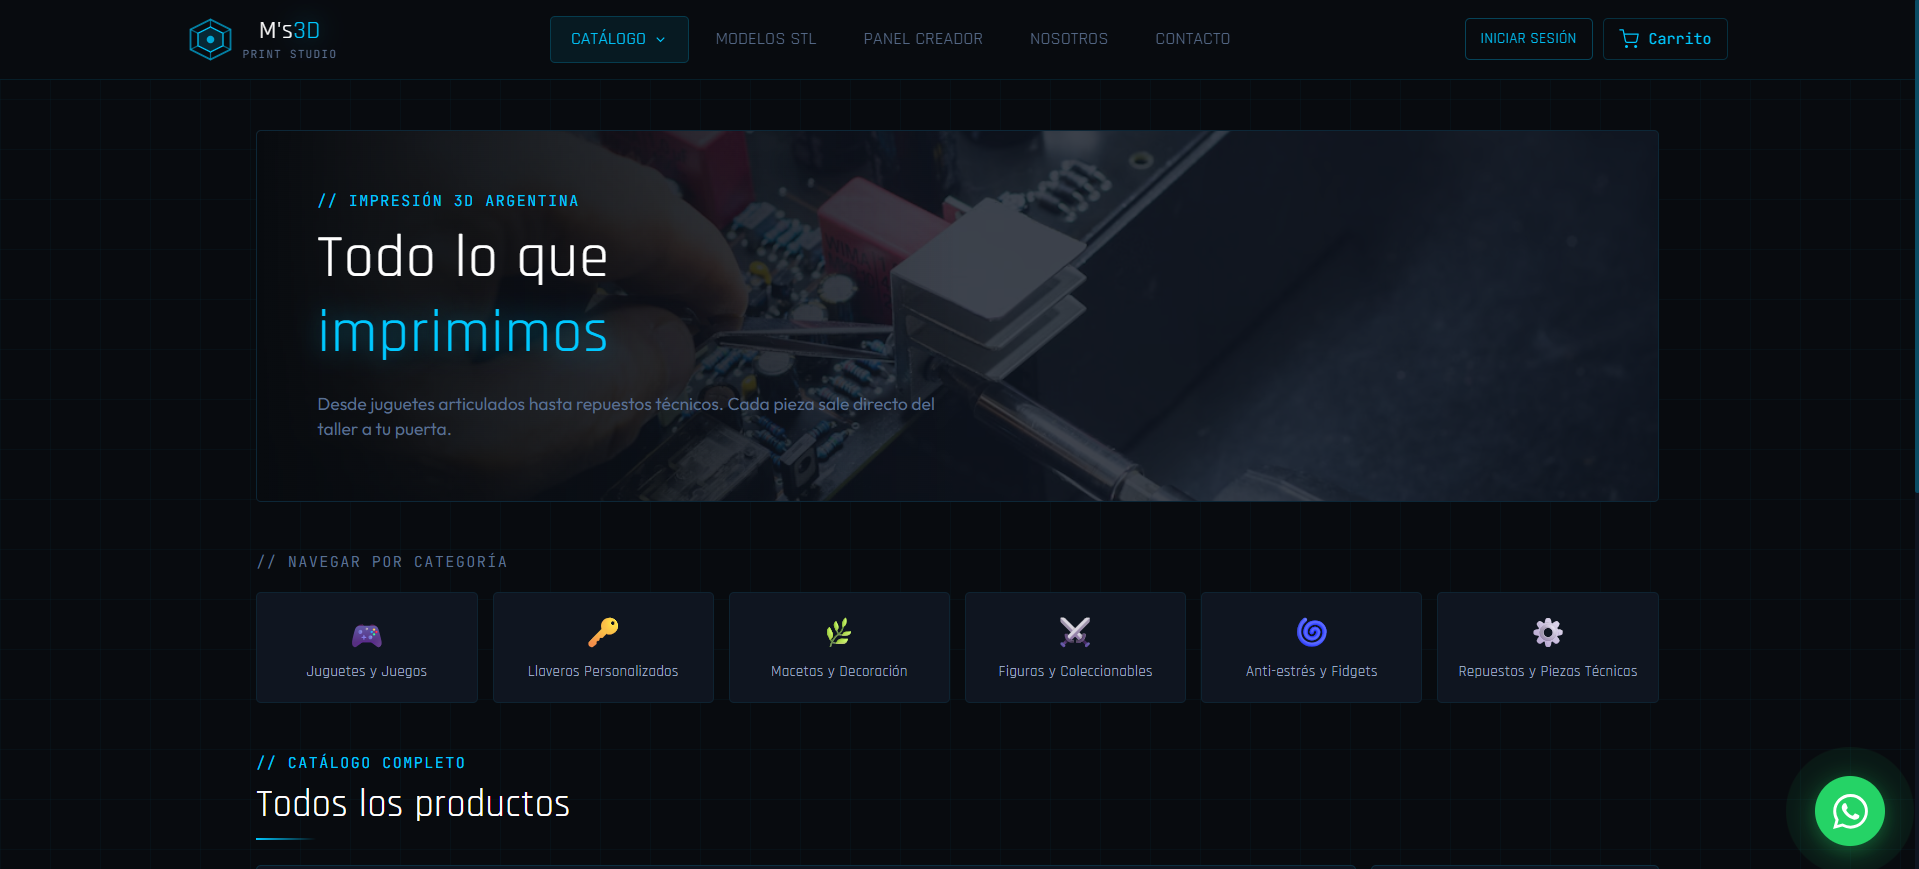 M's3D
PRINT STUDIO
CATÁLOGO
MODELOS STL
PANEL CREADOR
NOSOTROS
CONTACTO
INICIAR SESIÓN
Carrito
// IMPRESIÓN 3D ARGENTINA
Todo lo que
imprimimos
Desde juguetes articulados hasta repuestos técnicos. Cada pieza sale directo del
taller a tu puerta.
// NAVEGAR POR CATEGORÍA
Juguetes y Juegos
Llaveros Personalizados
Macetas y Decoración
Figuras y Coleccionables
Anti-estrés y Fidgets
Repuestos y Piezas Técnicas
// CATÁLOGO COMPLETO
Todos los productos